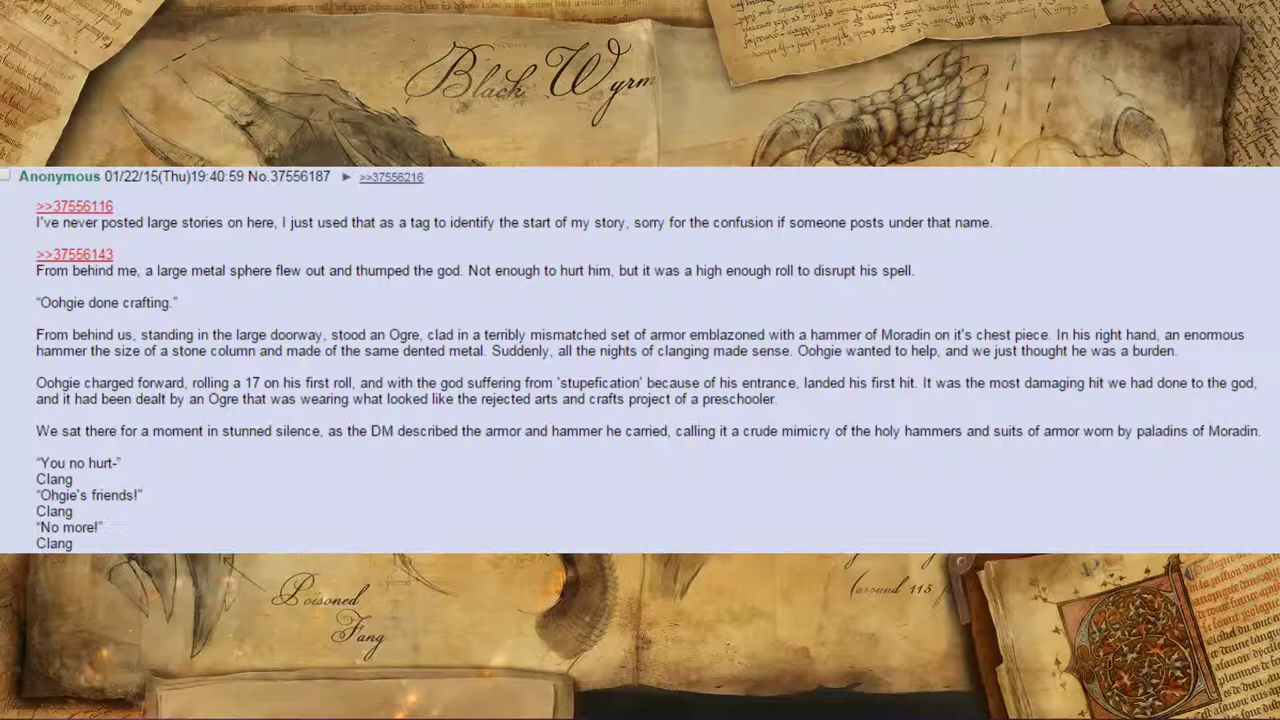 Black Wyrm
Anonymous 01/22/15(Thu)19:40:59 No.37556187 ► >>37556216
>>37556116
I've never posted large stories on here, I just used that as a tag to identify the start of my story, sorry for the confusion if someone posts under that name.
>>37556143
From behind me, a large metal sphere flew out and thumped the god. Not enough to hurt him, but it was a high enough roll to disrupt his spell.
“Oohgie done crafting.”
From behind us, standing in the large doorway, stood an Ogre, clad in a terribly mismatched set of armor emblazoned with a hammer of Moradin on it's chest piece. In his right hand, an enormous
hammer the size of a stone column and made of the same dented metal. Suddenly, all the nights of clanging made sense. Oohgie wanted to help, and we just thought he was a burden.
Oohgie charged forward, rolling a 17 on his first roll, and with the god suffering from 'stupefication' because of his entrance, landed his first hit. It was the most damaging hit we had done to the god,
and it had been dealt by an Ogre that was wearing what looked like the rejected arts and crafts project of a preschooler.
We sat there for a moment in stunned silence, as the DM described the armor and hammer he carried, calling it a crude mimicry of the holy hammers and suits of armor worn by paladins of Moradin.
“You no hurt-”
Clang
“Ohgie's friends!”
Clang
“No more!”
Clang
Poisoned
Fang
(around 115